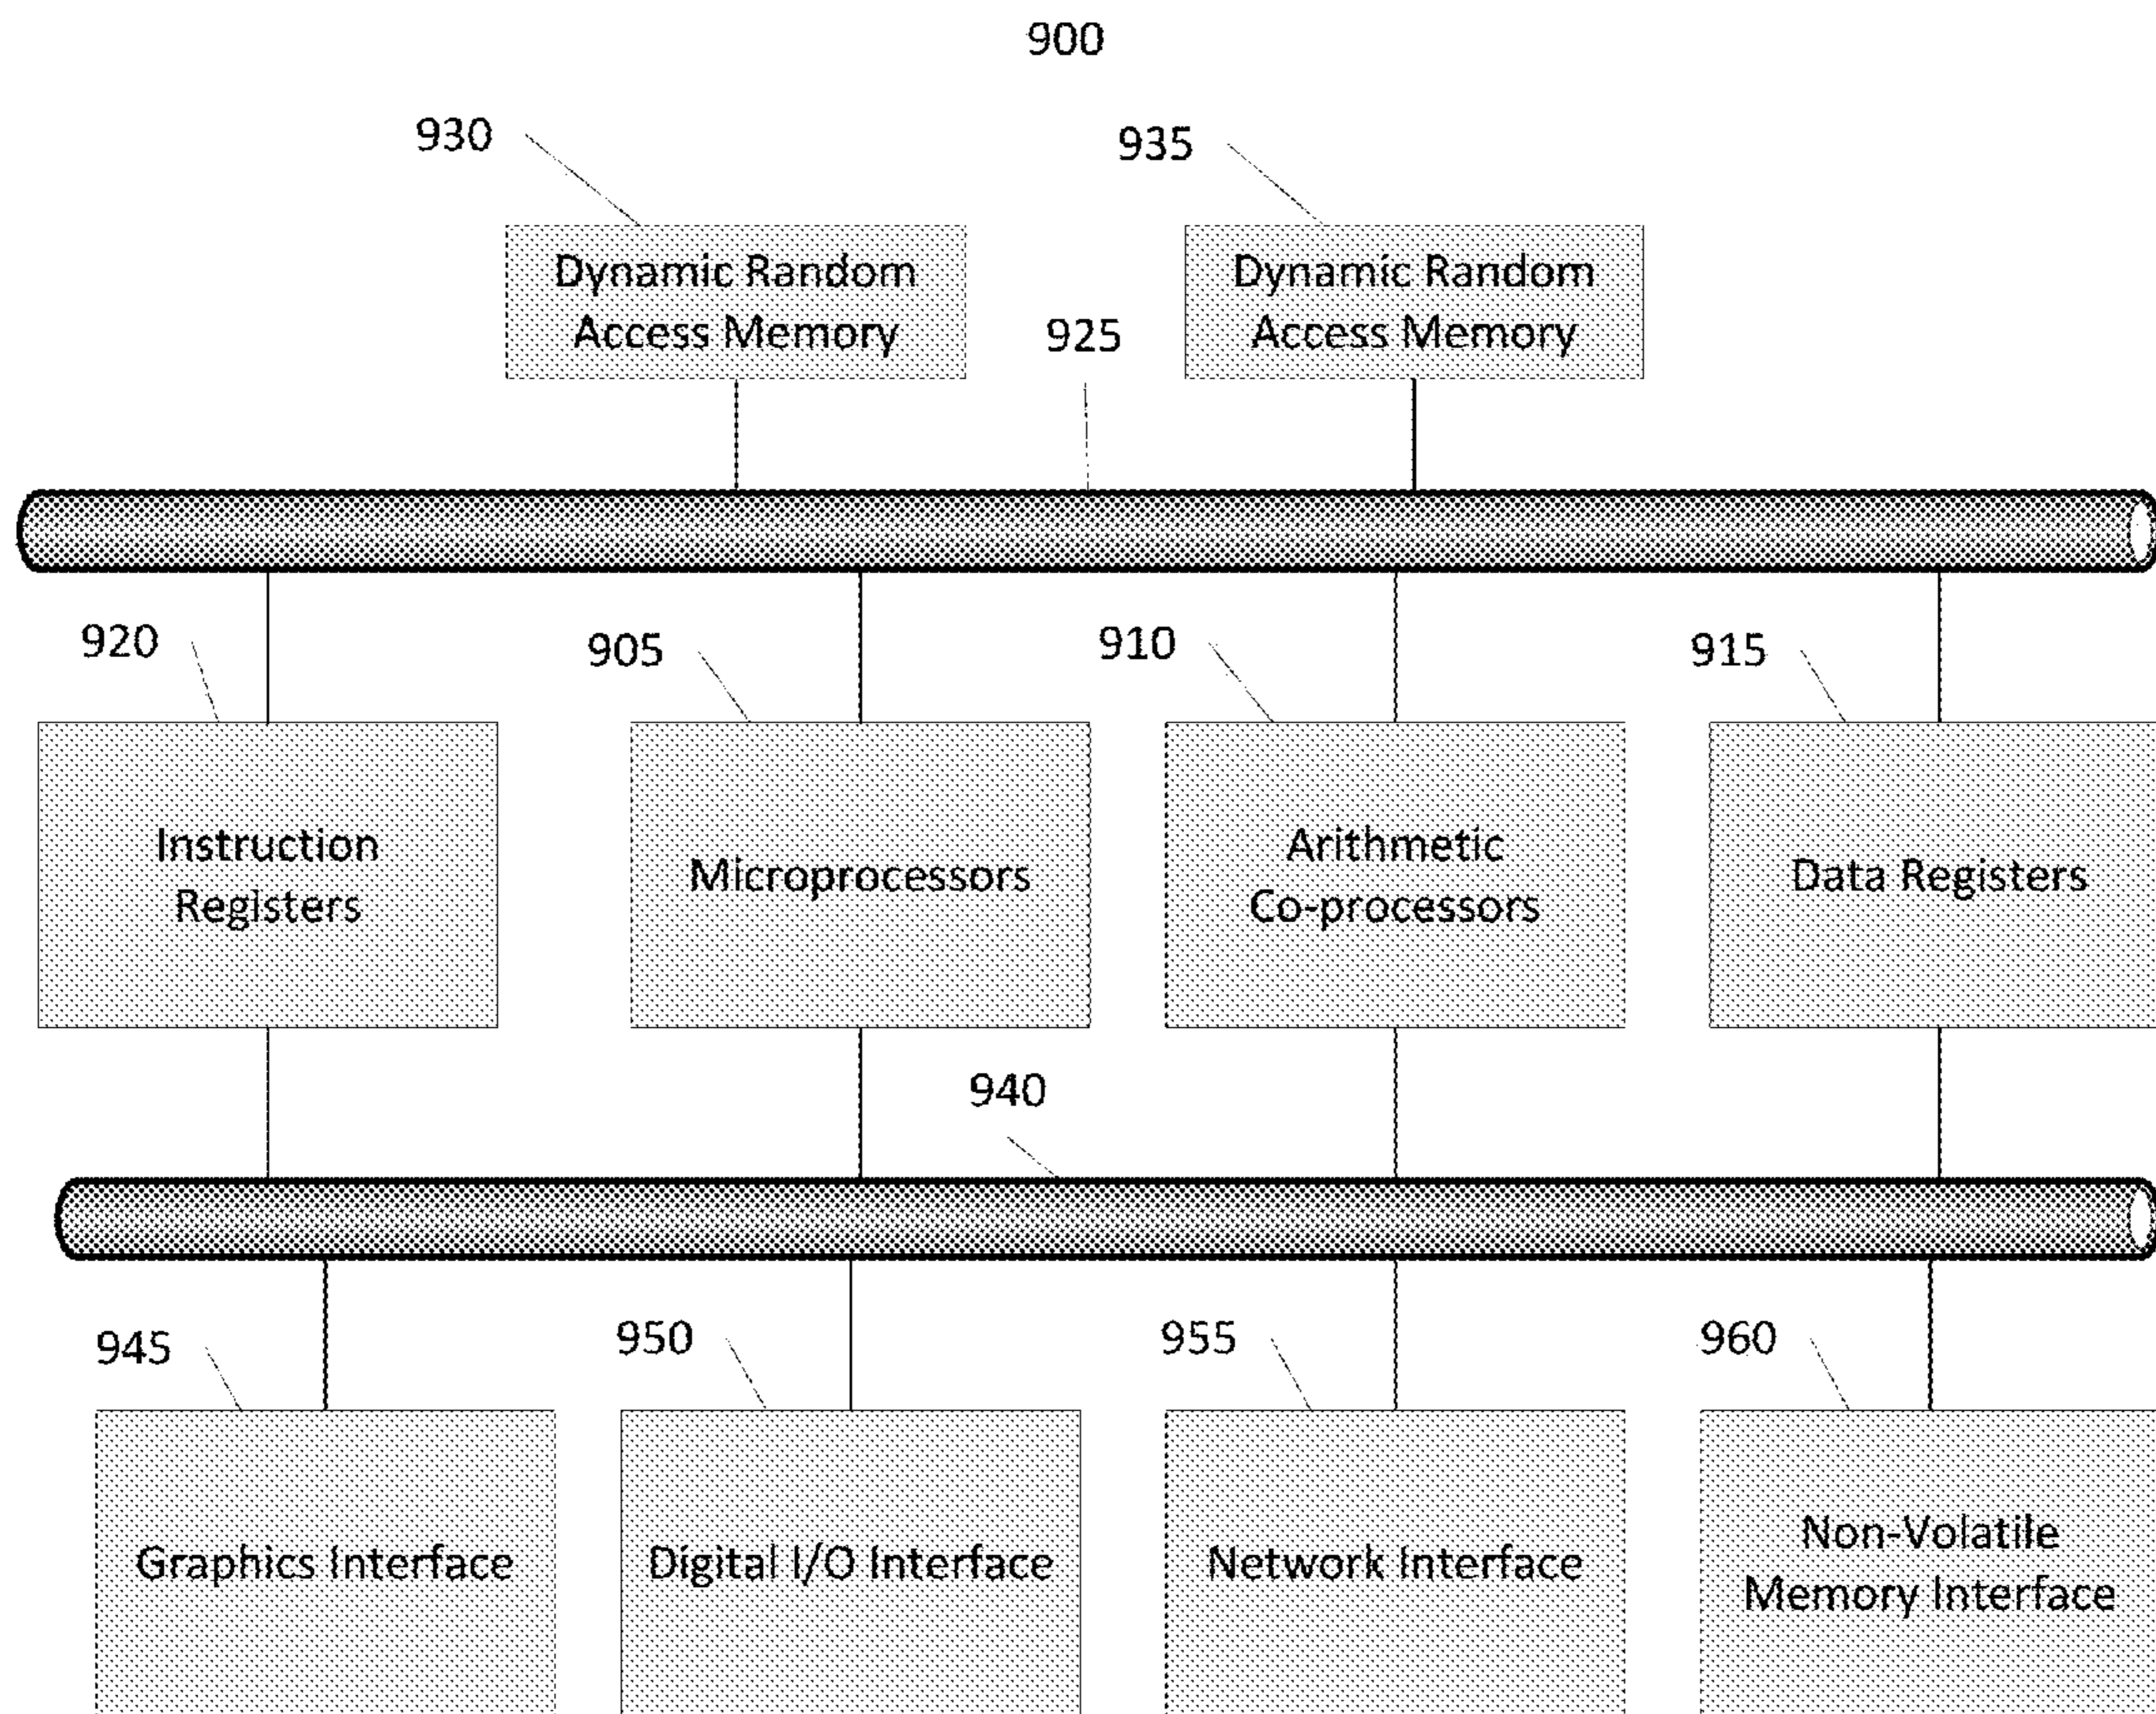 900
930
935
Dynamic Random
Access Memory
925
Dynamic Random
Access Memory
920
905
910
915
Instruction
Registers
Microprocessors
Arithmetic
Co-processors
Data Registers
940
945
950
955
960
Graphics Interface
Digital I/O Interface
Network Interface
Non-Volatile
Memory Interface